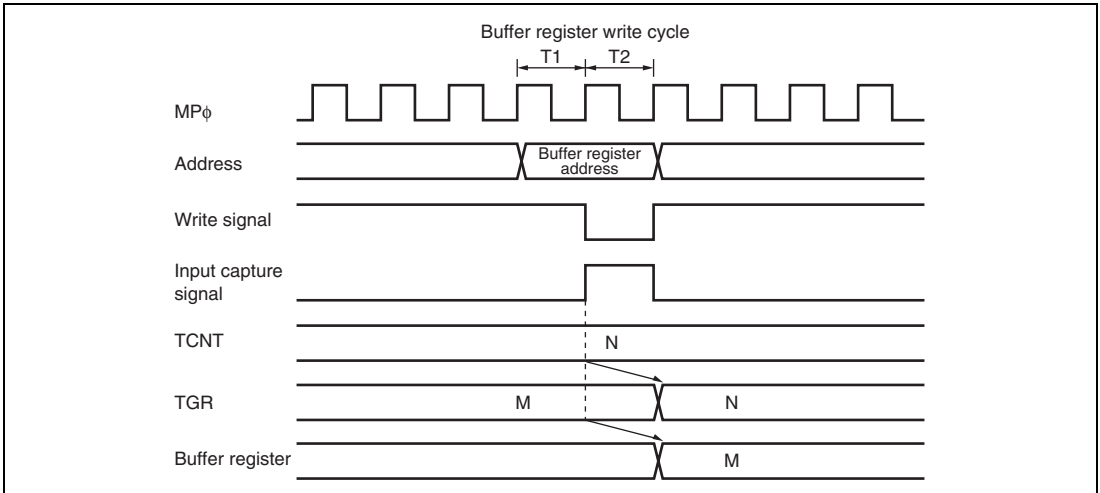 Buffer register write cycle
T1 T2
MPϕ
Address
Buffer register
address
Write signal
Input capture
signal
TCNT
N
TGR
M N
Buffer register
M